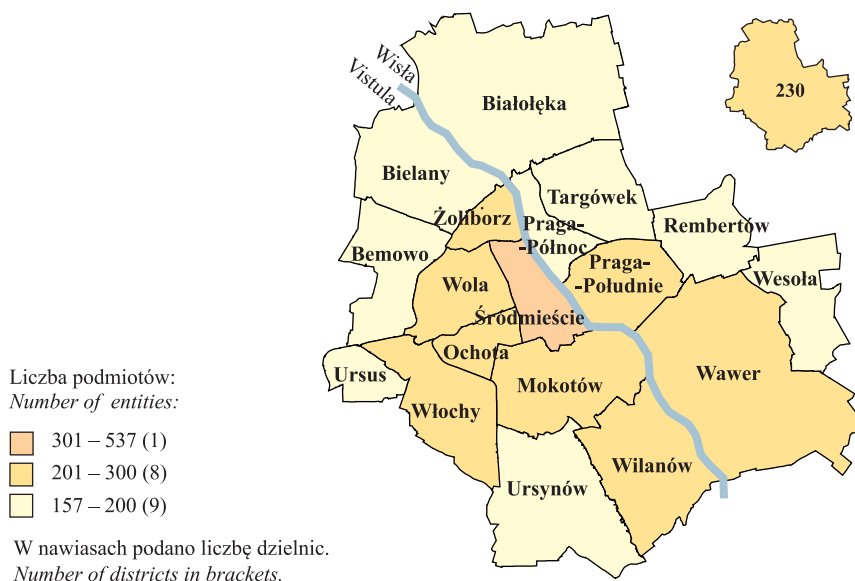 Wisła
Vistula
Białołęka
230
Bielany
Targówek
Żoliborz
Praga-
-Północ
Rembertów
Bemowo
Wola
Praga-
-Południe
Wesoła
Śródmieście
Ochota
Ursus
Mokotów
Wawer
Włochy
Wilanów
Ursynów
Liczba podmiotów:
Number of entities:
301 – 537 (1)
201 – 300 (8)
157 – 200 (9)
W nawiasach podano liczbę dzielnic.
Number of districts in brackets.